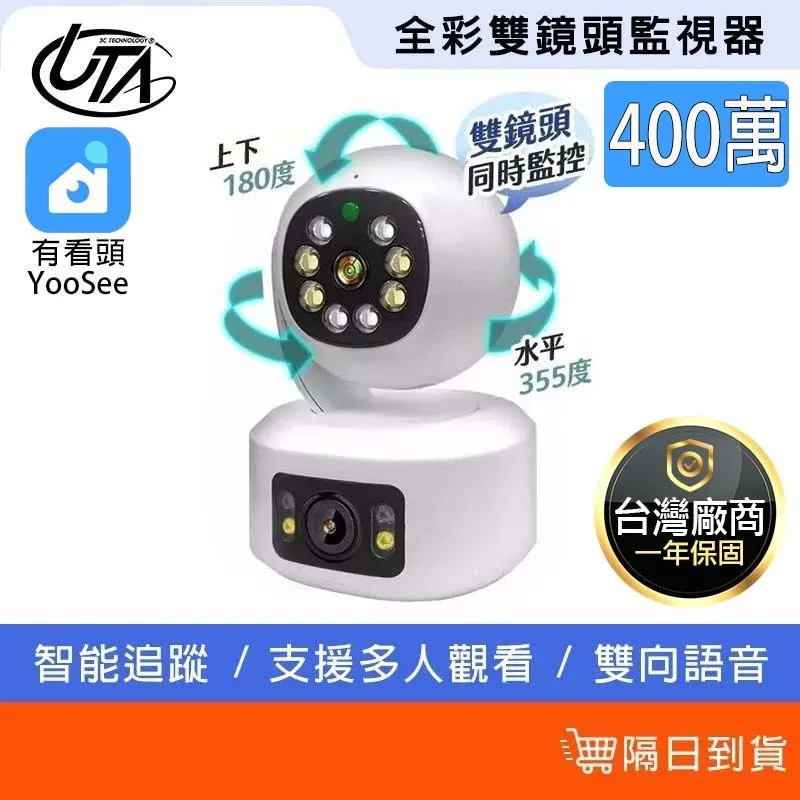 3C TECHNOLOGY®
UTA
全彩雙鏡頭監視器
400萬
有看頭
YooSee
上下
180度
雙鏡頭
同時監控
水平
355度
台灣廠商
一年保固
智能追蹤 / 支援多人觀看 / 雙向語音
隔日到貨